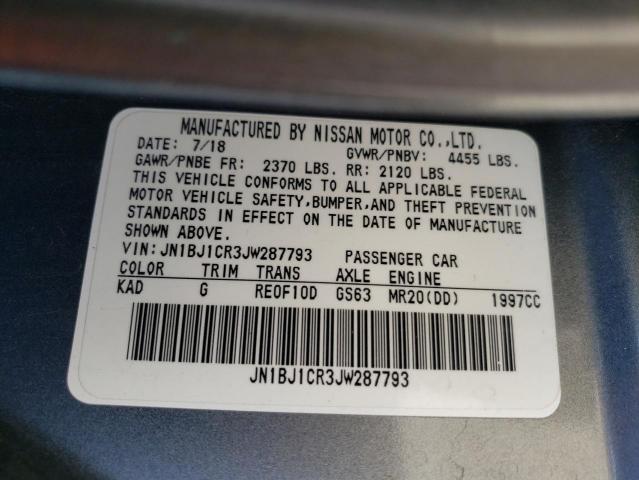 MANUFACTURED BY NISSAN MOTOR CO.,LTD.
DATE: 7/18 GVWR/PNBV: 4455 LBS.
GAWR/PNBE FR: 2370 LBS. RR: 2120 LBS.
THIS VEHICLE CONFORMS TO ALL APPLICABLE FEDERAL
MOTOR VEHICLE SAFETY,BUMPER,AND THEFT PREVENTION
STANDARDS IN EFFECT ON THE DATE OF MANUFACTURE
SHOWN ABOVE.
VIN:JN1BJ1CR3JW287793 PASSENGER CAR
COLOR TRIM TRANS AXLE ENGINE
KAD G RE0F10D GS63 MR20(DD) 1997CC
JN1BJ1CR3JW287793